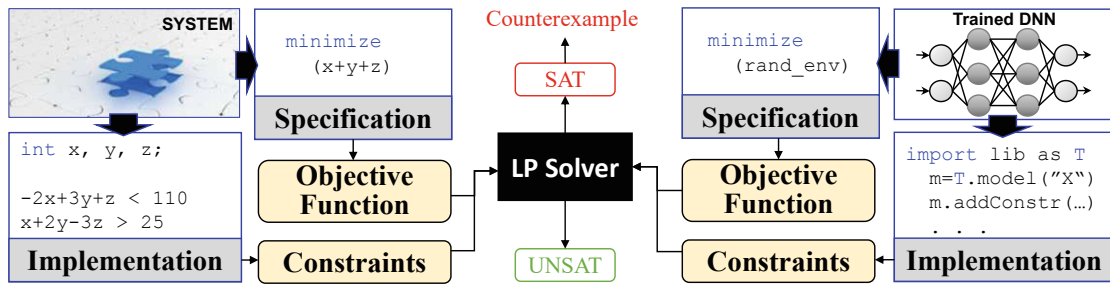 SYSTEM
minimize
(x+y+z)
Specification
int x, y, z;
-2x+3y+z < 110
x+2y-3z > 25
Implementation
Objective
Function
Constraints
Counterexample
SAT
LP Solver
UNSAT
minimize
(rand_env)
Specification
Trained DNN
Objective
Function
Constraints
import lib as T
m=T.model(”X“)
m.addConstr(…)
. . .
Implementation